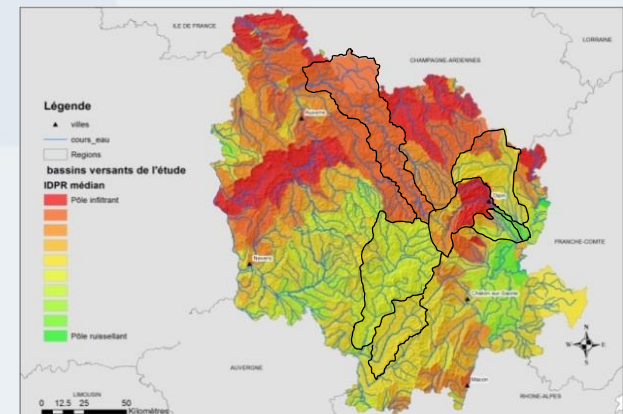 ILE DE FRANCE
LORRAINE
CHAMPAGNE-ARDENNES
Légende
villes
cours_eau
Regions
bassins versants de l'étude
IDPR médian
Pôle infiltrant
Pôle ruissellant
Auxerre
Dijon
FRANCHE-COMTE
Nevers
Chalon sur Saone
AUVERGNE
Macon
LIMOUSIN
RHONE-ALPES
N
W
E
S
0 12.5 25 50
Kilomètres